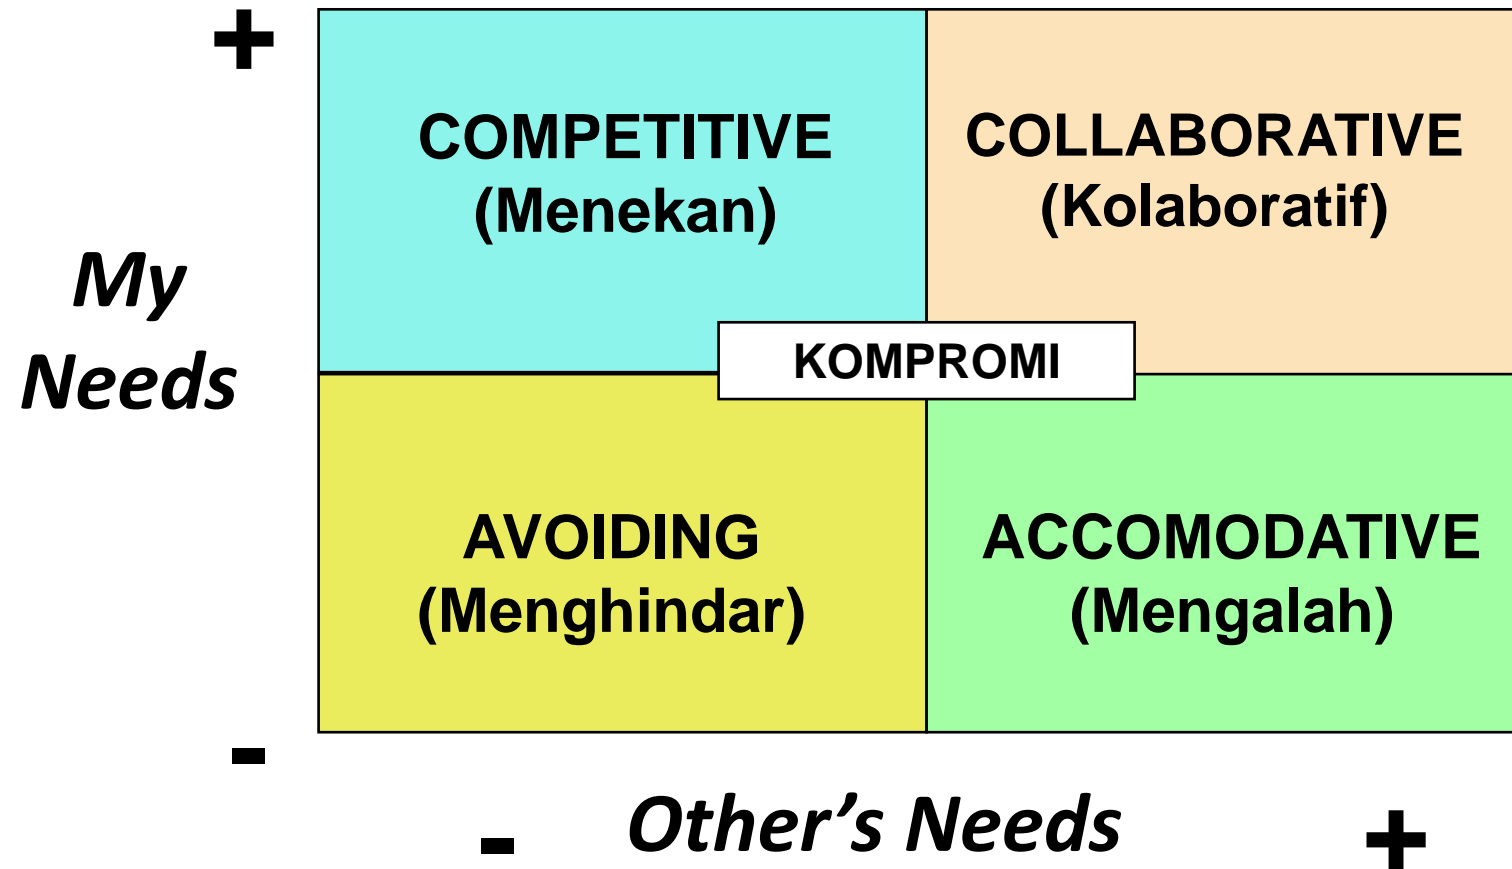 +
COMPETITIVE
(Menekan)
COLLABORATIVE
(Kolaboratif)
My
Needs
KOMPROMI
AVOIDING
(Menghindar)
ACCOMODATIVE
(Mengalah)
-
- Other’s Needs +